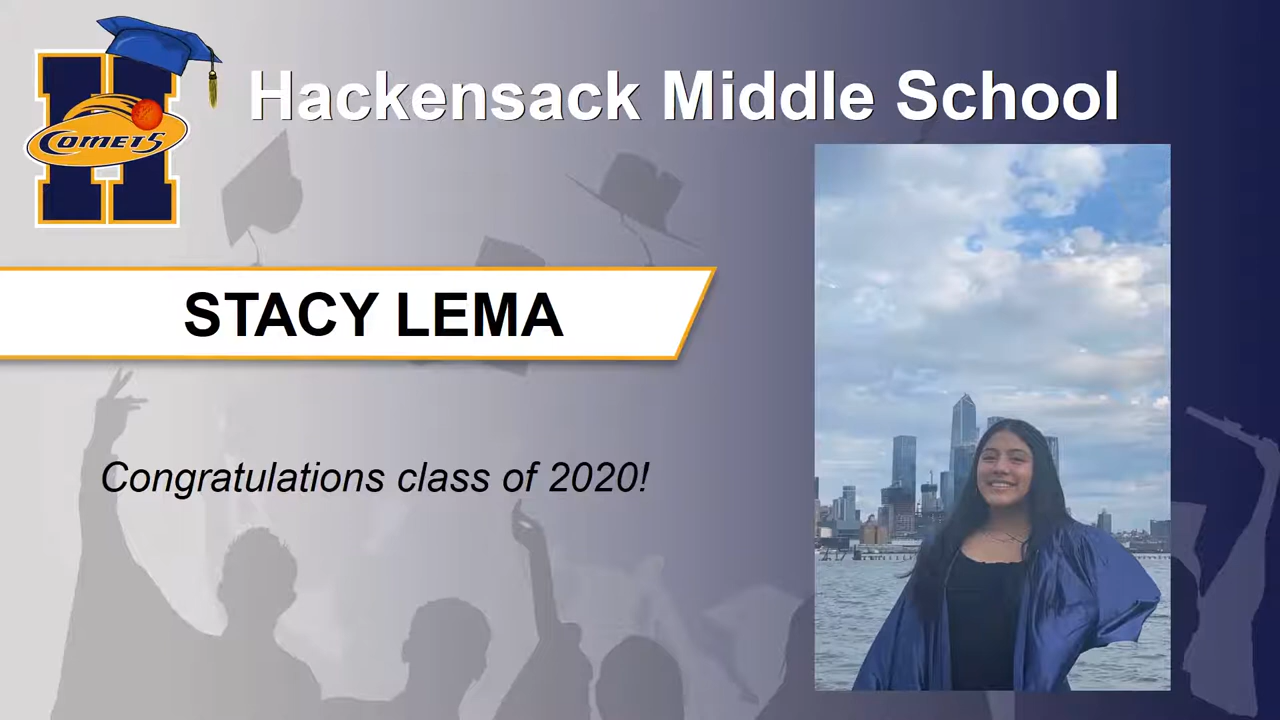 Hackensack Middle School
H
COMETS
STACY LEMA
Congratulations class of 2020!